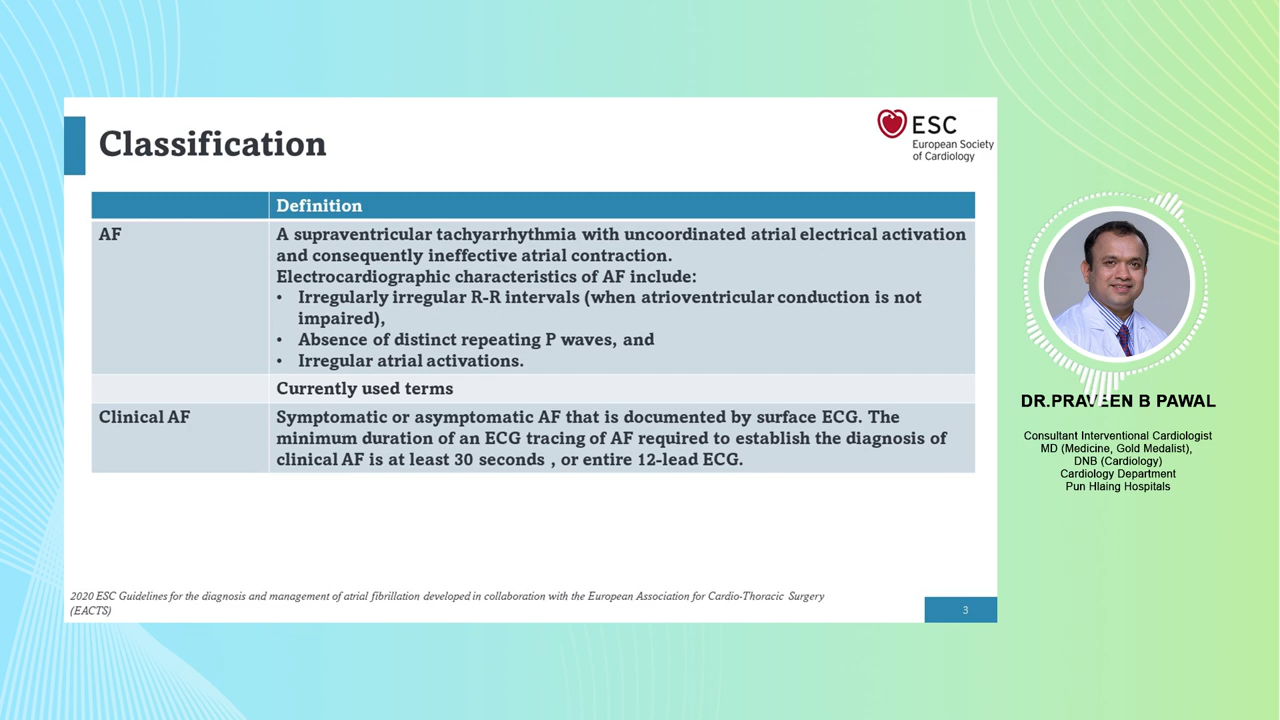 Classification
ESC
European Society
of Cardiology
Definition
AF
A supraventricular tachyarrhythmia with uncoordinated atrial electrical activation
and consequently ineffective atrial contraction.
Electrocardiographic characteristics of AF include:
• Irregularly irregular R-R intervals (when atrioventricular conduction is not
impaired),
• Absence of distinct repeating P waves, and
• Irregular atrial activations.
Currently used terms
Clinical AF
Symptomatic or asymptomatic AF that is documented by surface ECG. The
minimum duration of an ECG tracing of AF required to establish the diagnosis of
clinical AF is at least 30 seconds , or entire 12-lead ECG.
2020 ESC Guidelines for the diagnosis and management of atrial fibrillation developed in collaboration with the European Association for Cardio-Thoracic Surgery
(EACTS)
3
DR.PRAVEEN B PAWAL
Consultant Interventional Cardiologist
MD (Medicine, Gold Medalist),
DNB (Cardiology)
Cardiology Department
Pun Hlaing Hospitals